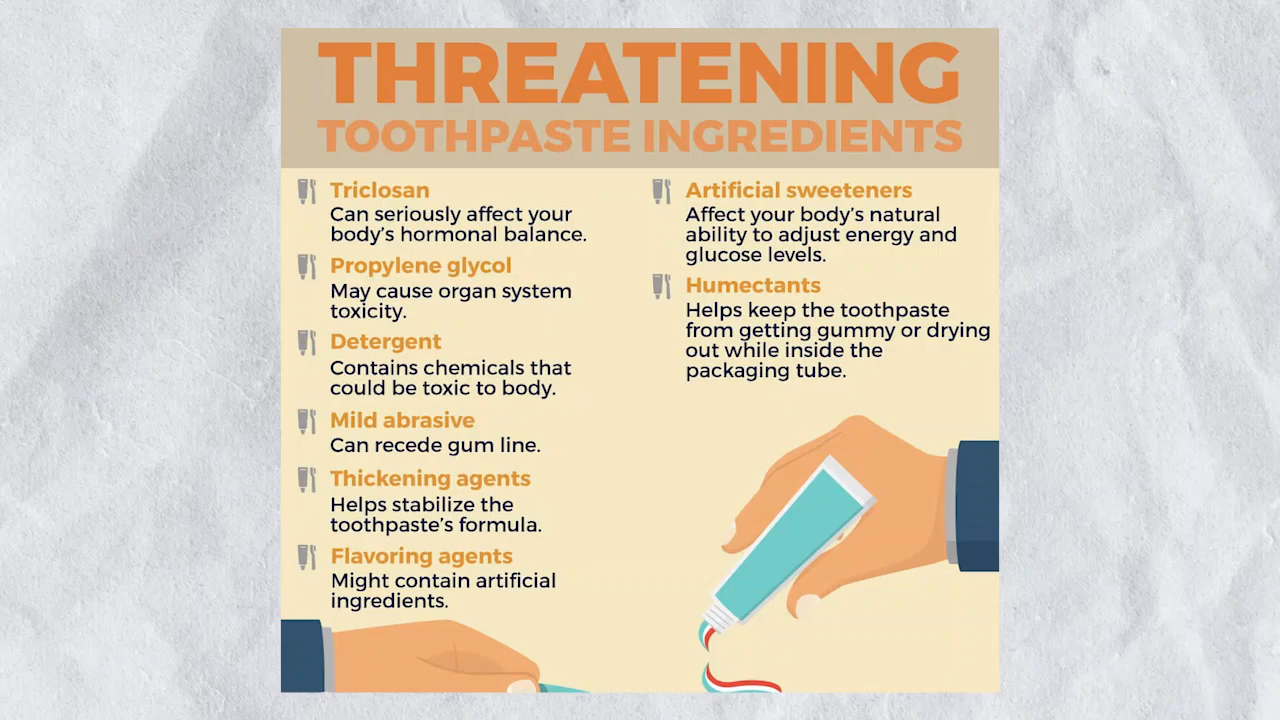 THREATENING
TOOTHPASTE INGREDIENTS
Triclosan
Can seriously affect your
body's hormonal balance.
Propylene glycol
May cause organ system
toxicity.
Detergent
Contains chemicals that
could be toxic to body.
Mild abrasive
Can recede gum line.
Thickening agents
Helps stabilize the
toothpaste's formula.
Flavoring agents
Might contain artificial
ingredients.
Artificial sweeteners
Affect your body's natural
ability to adjust energy and
glucose levels.
Humectants
Helps keep the toothpaste
from getting gummy or drying
out while inside the
packaging tube.